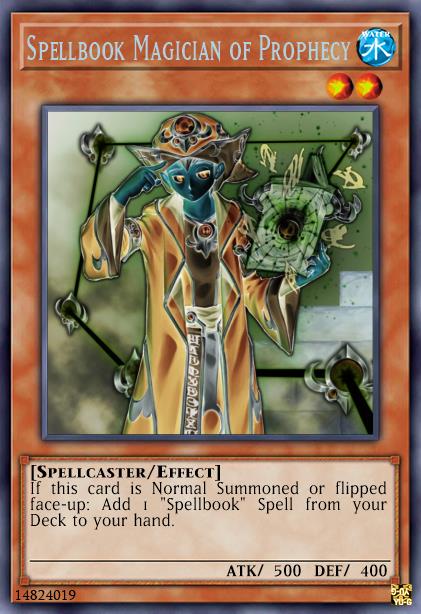 Spellbook Magician of Prophecy
WATER
水
[Spellcaster/Effect]
If this card is Normal Summoned or flipped
face-up: Add 1 "Spellbook" Spell from your
Deck to your hand.
ATK/ 500 DEF/ 400
14824019